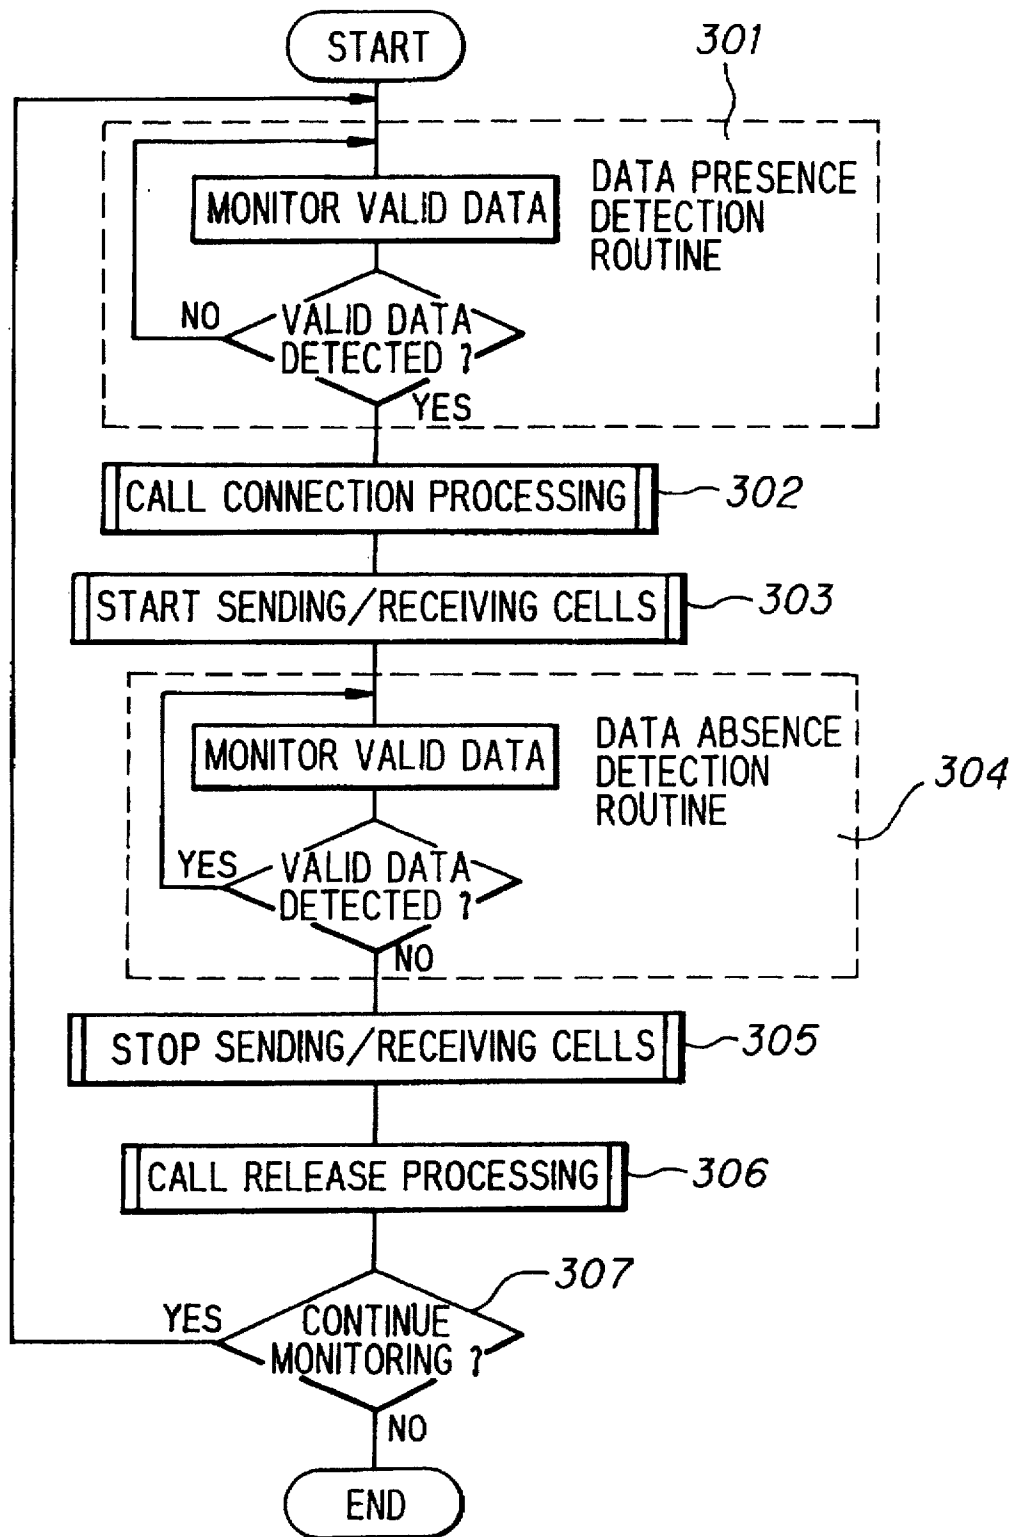 START
301
DATA PRESENCE
DETECTION
ROUTINE
MONITOR VALID DATA
NO
VALID DATA
DETECTED ?
YES
CALL CONNECTION PROCESSING
302
START SENDING/RECEIVING CELLS
303
MONITOR VALID DATA
DATA ABSENCE
DETECTION
ROUTINE
304
YES
VALID DATA
DETECTED ?
NO
STOP SENDING/RECEIVING CELLS
305
CALL RELEASE PROCESSING
306
307
YES
CONTINUE
MONITORING ?
NO
END